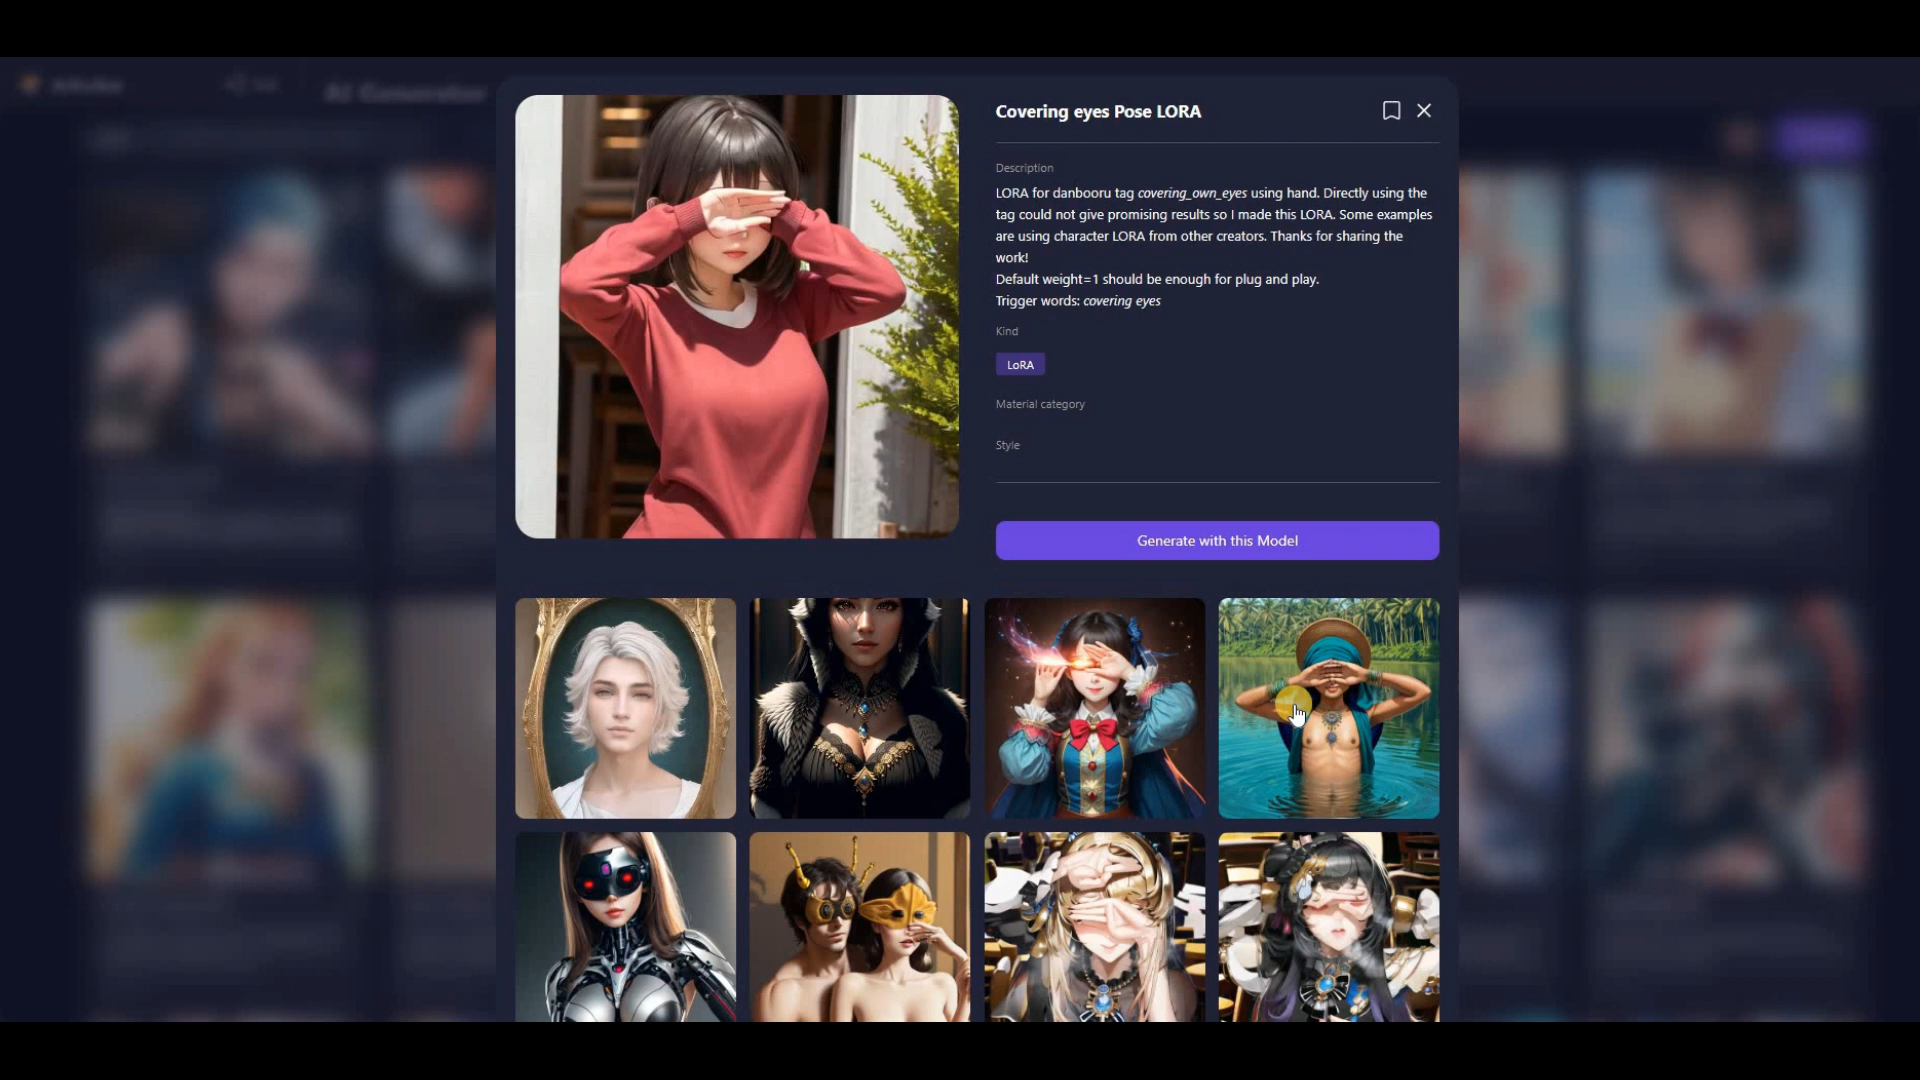 AI Generator
Covering eyes Pose LORA
Description
LORA for danbooru tag covering_own_eyes using hand. Directly using the
tag could not give promising results so I made this LORA. Some examples
are using character LORA from other creators. Thanks for sharing the
work!
Default weight=1 should be enough for plug and play.
Trigger words: covering eyes
Kind
LoRA
Material category
Style
Generate with this Model